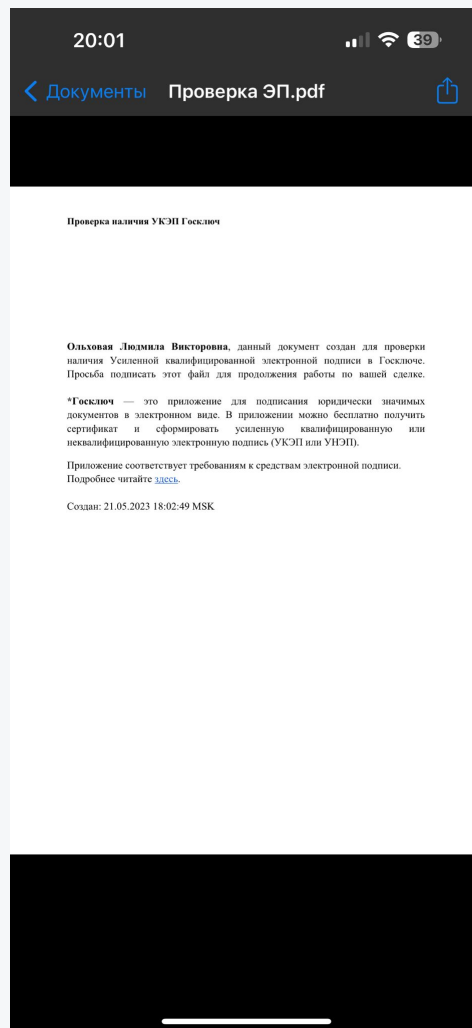 20:01
39
Документы Проверка ЭП.pdf
Проверка наличия УКЭП Госключ
Ольховая Людмила Викторовна, данный документ создан для проверки
наличия Усиленной квалифицированной электронной подписи в Госключе.
Просьба подписать этот файл для продолжения работы по вашей сделке.
*Госключ — это приложение для подписания юридически значимых
документов в электронном виде. В приложении можно бесплатно получить
сертификат и сформировать усиленную квалифицированную или
неквалифицированную электронную подпись (УКЭП или УНЭП).
Приложение соответствует требованиям к средствам электронной подписи.
Подробнее читайте здесь.
Создан: 21.05.2023 18:02:49 MSK